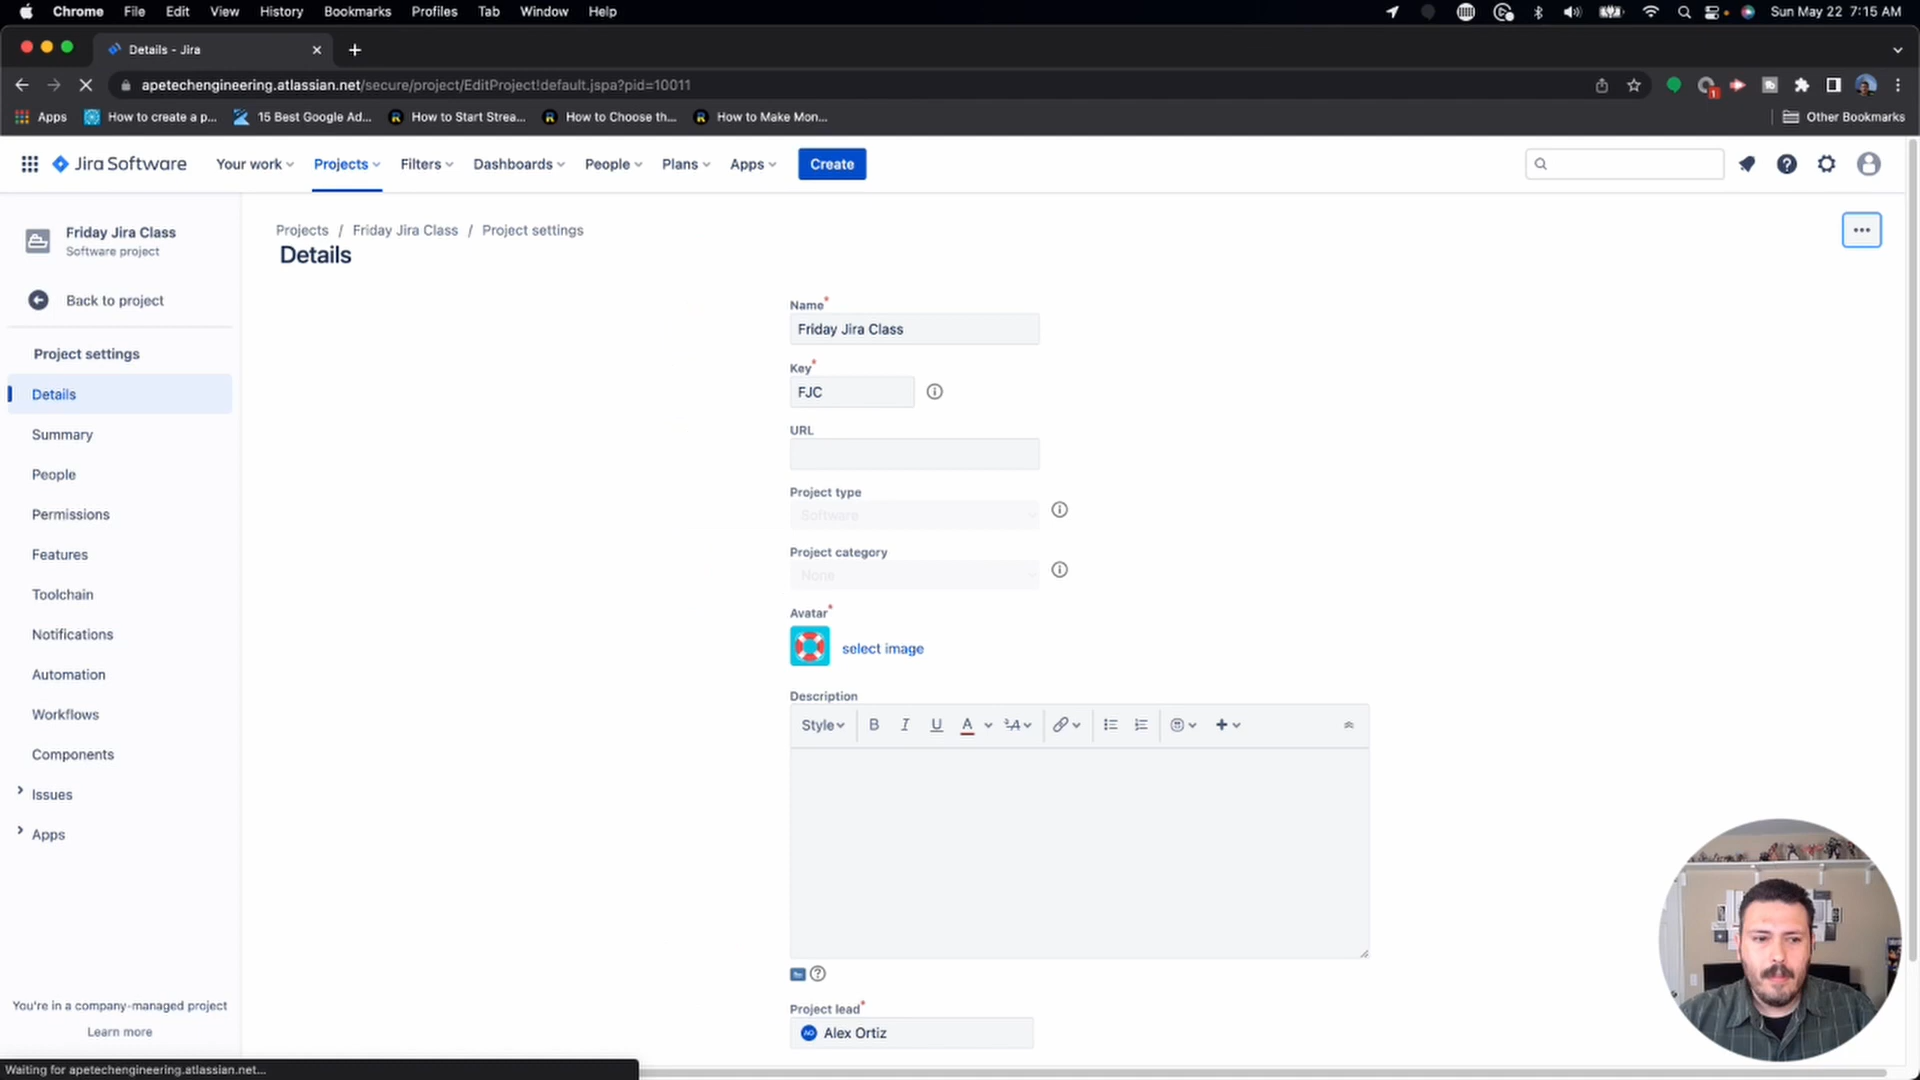 Chrome File Edit View History Bookmarks Profiles Tab Window Help Sun May 22 7:15 AM
Details - Jira
apetechengineering.atlassian.net/secure/project/EditProject!default.jspa?pid=10011
1
Apps How to create a p... 15 Best Google Ad... How to Start Strea... How to Choose th... How to Make Mon... Other Bookmarks
Jira Software Your work Projects Filters Dashboards People Plans Apps Create
Friday Jira Class
Software project
Back to project
Project settings
Details
Summary
People
Permissions
Features
Toolchain
Notifications
Automation
Workflows
Components
Issues
Apps
You're in a company-managed project
Learn more
Projects / Friday Jira Class / Project settings
Details
Name*
Friday Jira Class
Key*
FJC
URL
Project type
Software
Project category
None
Avatar*
select image
Description
Style B I U A
Project lead*
AO Alex Ortiz
Waiting for apetechengineering.atlassian.net...